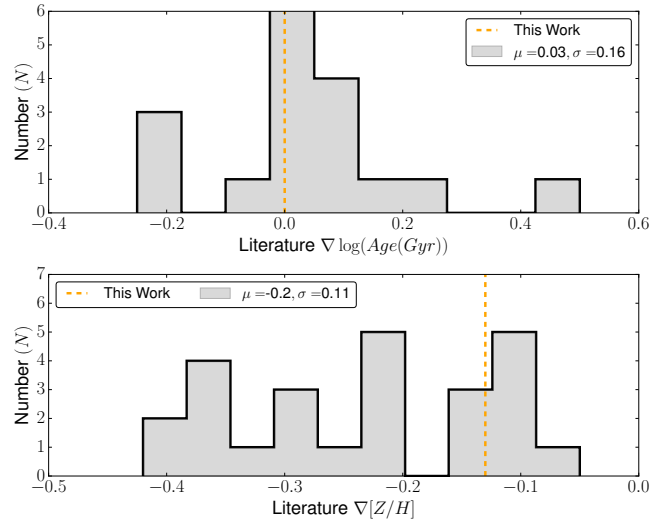 6
5
4
3
2
1
0
Number (N)
This Work
μ =0.03, σ =0.16
−0.4 −0.2 0.0 0.2 0.4 0.6
Literature ∇ log(Age(Gyr))
7
6
5
4
3
2
1
0
Number (N)
This Work μ =-0.2, σ =0.11
−0.5 −0.4 −0.3 −0.2 −0.1 0.0
Literature ∇[Z/H]